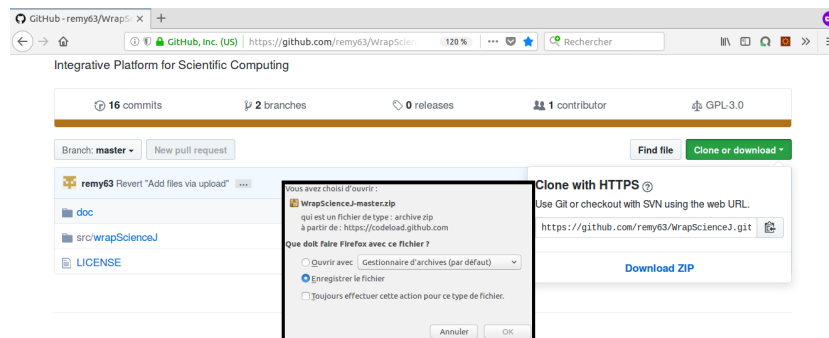 GitHub - remy63/WrapSc
GitHub, Inc. (US) https://github.com/remy63/WrapScien 120 % Rechercher
Integrative Platform for Scientific Computing
16 commits 2 branches 0 releases 1 contributor GPL-3.0
Branch: master New pull request Find file Clone or download
remy63 Revert "Add files via upload" ...
doc
src/wrapScienceJ
LICENSE
Vous avez choisi d'ouvrir :
WrapScienceJ-master.zip
qui est un fichier de type : archive zip
à partir de : https://codeload.github.com
Que doit faire Firefox avec ce fichier ?
Ouvrir avec Gestionnaire d'archives (par défaut)
Enregistrer le fichier
Toujours effectuer cette action pour ce type de fichier.
Annuler OK
Clone with HTTPS
Use Git or checkout with SVN using the web URL.
https://github.com/remy63/WrapScienceJ.git
Download ZIP